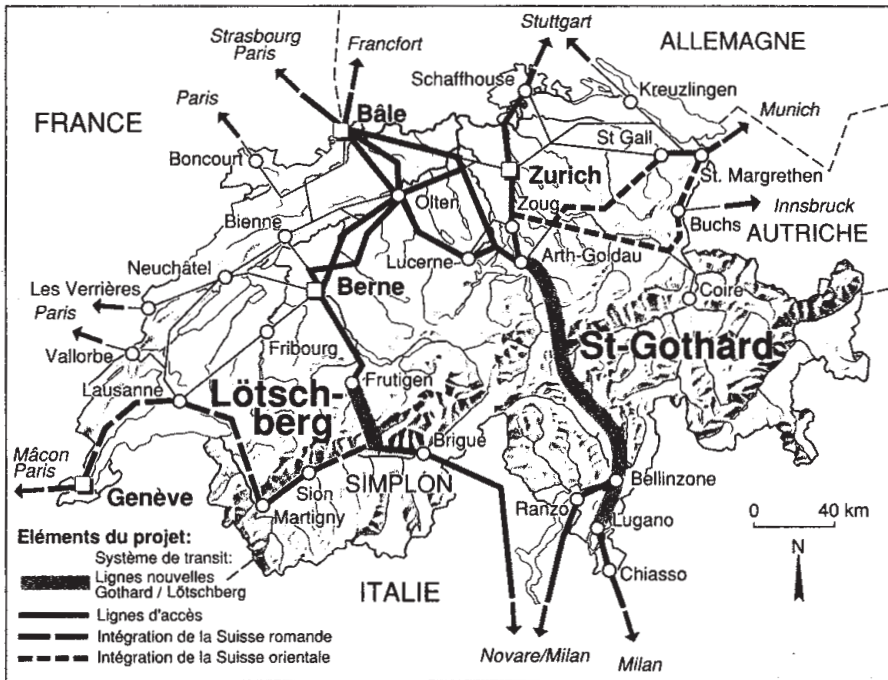 Strasbourg
Paris
Francfort
Stuttgart
ALLEMAGNE
Schaffhouse
Kreuzlingen
Paris
Bâle
Munich
FRANCE
St Gall
Boncourt
Zurich
St. Margrethen
Olten
Zoug
Bienne
Buchs
Innsbruck
AUTRICHE
Lucerne
Arth-Goldau
Neuchâtel
Berne
Coire
Les Verrières
Paris
Fribourg
St-Gothard
Vallorbe
Lausanne
Lötsch-
berg
Frutigen
Mâcon
Paris
Brigue
Genève
Sion
SIMPLON
Bellinzone
Martigny
Ranzo
Lugano
0 40 km
N
Chiasso
ITALIE
Eléments du projet:
Système de transit:
Lignes nouvelles
Gothard / Lötschberg
Lignes d'accès
Intégration de la Suisse romande
Intégration de la Suisse orientale
Novare/Milan
Milan